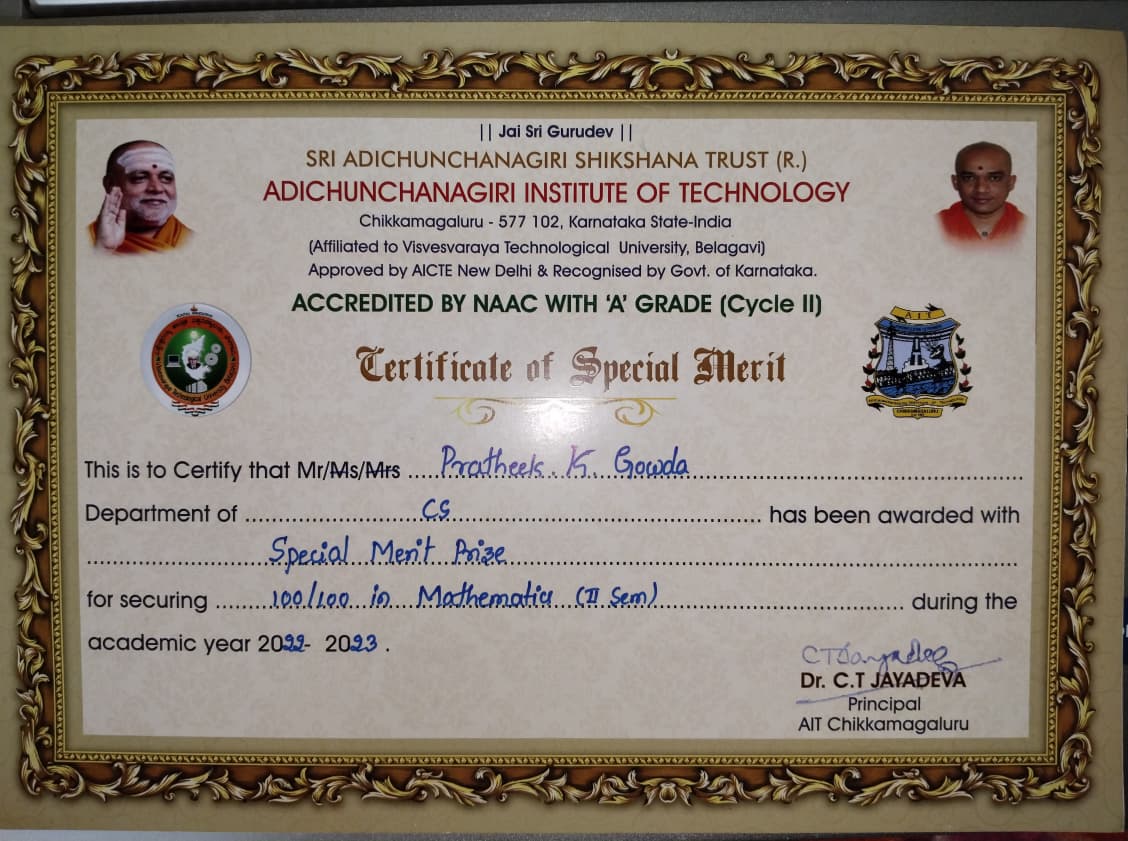 || Jai Sri Gurudev ||
SRI ADICHUNCHANAGIRI SHIKSHANA TRUST (R.)
ADICHUNCHANAGIRI INSTITUTE OF TECHNOLOGY
Chikkamagaluru - 577 102, Karnataka State-India
(Affiliated to Visvesvaraya Technological University, Belagavi)
Approved by AICTE New Delhi & Recognised by Govt. of Karnataka.
ACCREDITED BY NAAC WITH ‘A’ GRADE (Cycle II)
AIT
CHIKKAMAGALURU
Certificate of Special Merit
This is to Certify that Mr/Ms/Mrs Pratheek. K. Gowda
Department of CS has been awarded with
Special Merit Prize
for securing 100/100 in Mathematics (II Sem) during the
academic year 2022- 2023 .
Dr. C.T JAYADEVA
Principal
AIT Chikkamagaluru